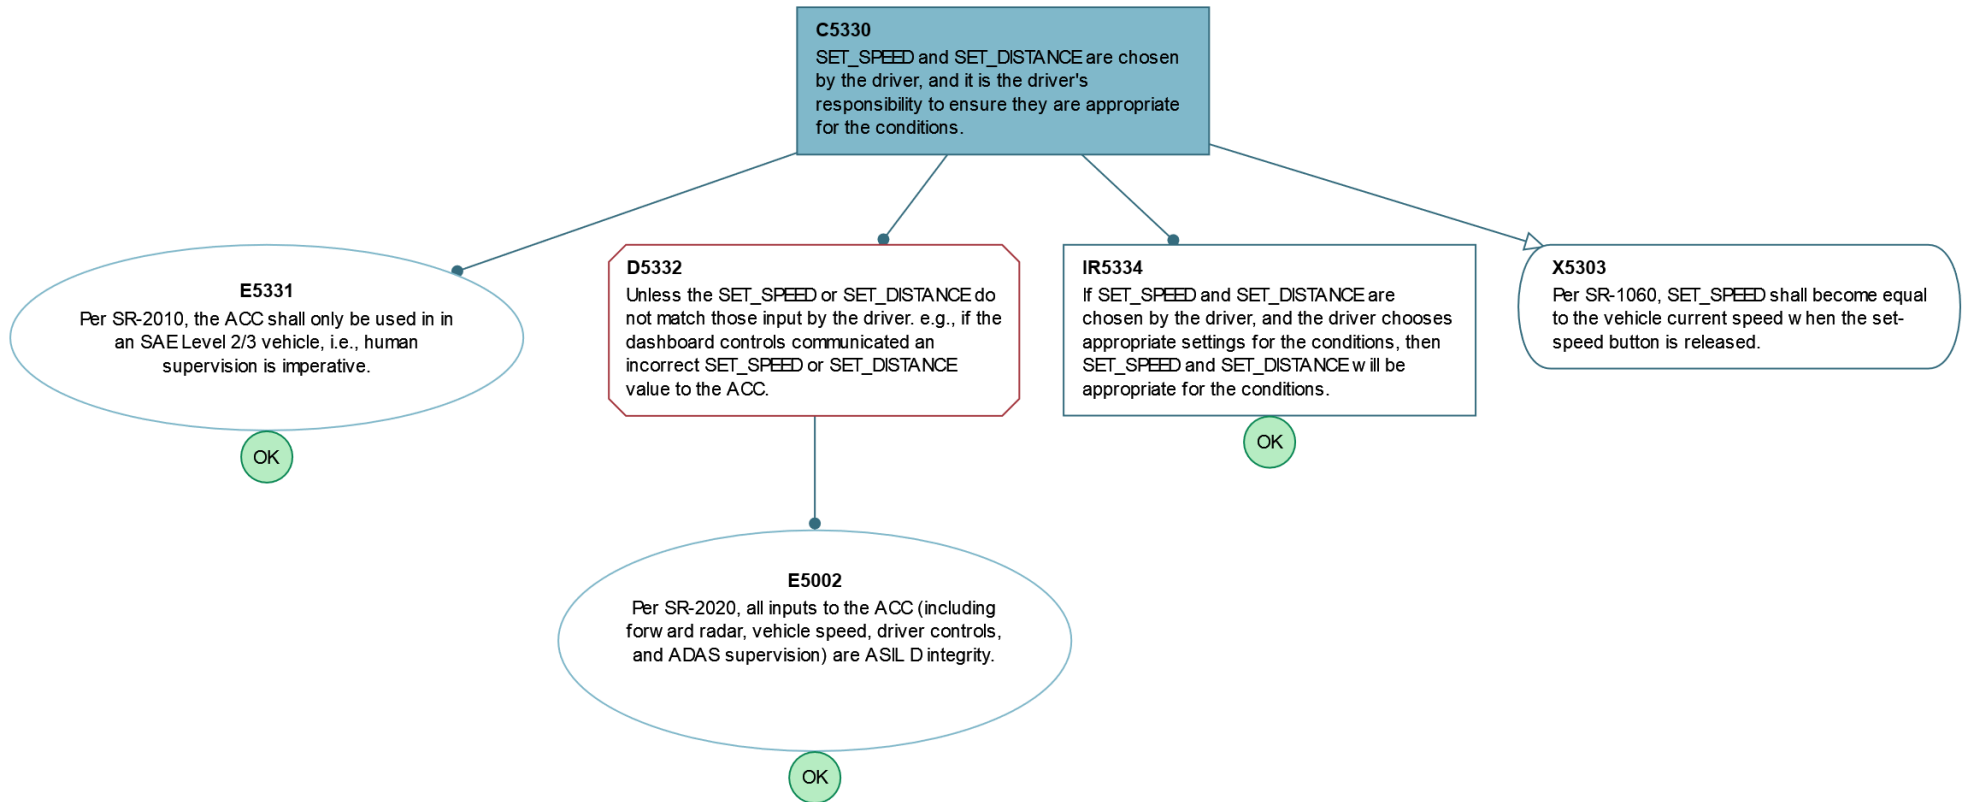 C5330
SET_SPEED and SET_DISTANCE are chosen
by the driver, and it is the driver's
responsibility to ensure they are appropriate
for the conditions.
E5331
Per SR-2010, the ACC shall only be used in in
an SAE Level 2/3 vehicle, i.e., human
supervision is imperative.
OK
D5332
Unless the SET_SPEED or SET_DISTANCE do
not match those input by the driver. e.g., if the
dashboard controls communicated an
incorrect SET_SPEED or SET_DISTANCE
value to the ACC.
IR5334
If SET_SPEED and SET_DISTANCE are
chosen by the driver, and the driver chooses
appropriate settings for the conditions, then
SET_SPEED and SET_DISTANCE will be
appropriate for the conditions.
OK
X5303
Per SR-1060, SET_SPEED shall become equal
to the vehicle current speed when the set-
speed button is released.
E5002
Per SR-2020, all inputs to the ACC (including
forward radar, vehicle speed, driver controls,
and ADAS supervision) are ASIL D integrity.
OK